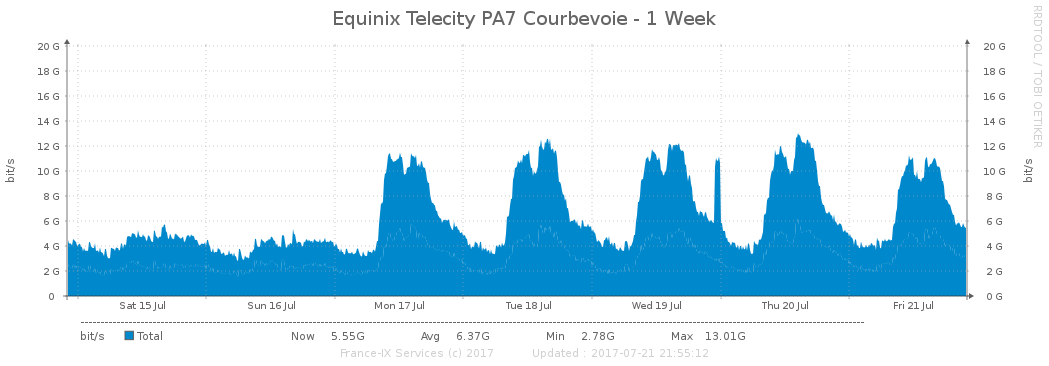 Equinix Telecity PA7 Courbevoie - 1 Week
RRDTOOL / TOBI OETIKER
20 G 20 G
18 G 18 G
16 G 16 G
14 G 14 G
12 G 12 G
10 G 10 G
8 G 8 G
6 G 6 G
4 G 4 G
2 G 2 G
0 0 G
bit/s bit/s
Sat 15 Jul Sun 16 Jul Mon 17 Jul Tue 18 Jul Wed 19 Jul Thu 20 Jul Fri 21 Jul
bit/s Total Now 5.55G Avg 6.37G Min 2.78G Max 13.01G
France-IX Services (c) 2017 Updated : 2017-07-21 21:55:12